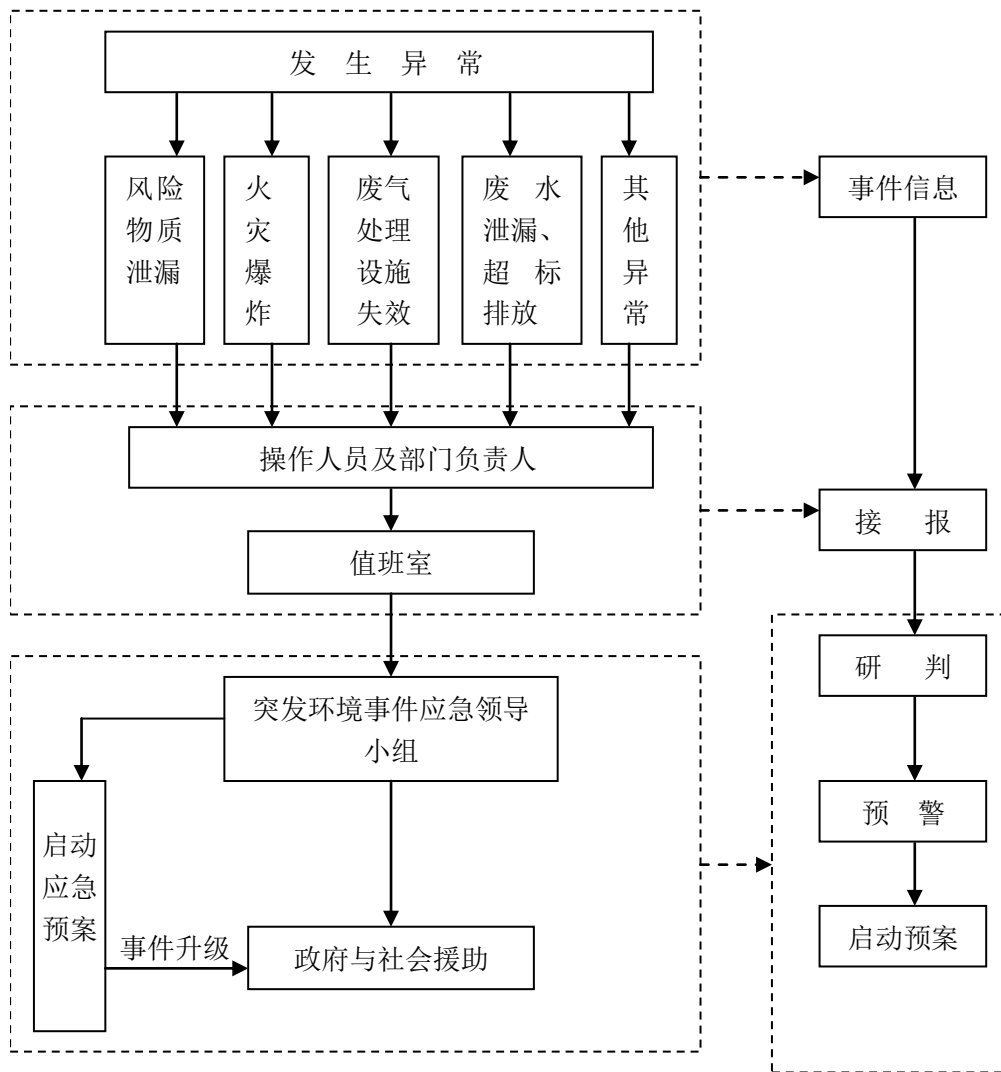 发 生 异 常
风险
物质
泄漏
火
灾
爆
炸
废气
处理
设施
失效
废 水
泄漏、
超 标
排放
其
他
异
常
事件信息
操作人员及部门负责人
接 报
值班室
研 判
突发环境事件应急领导
小组
预 警
启动
应急
预案
启动预案
事件升级
政府与社会援助